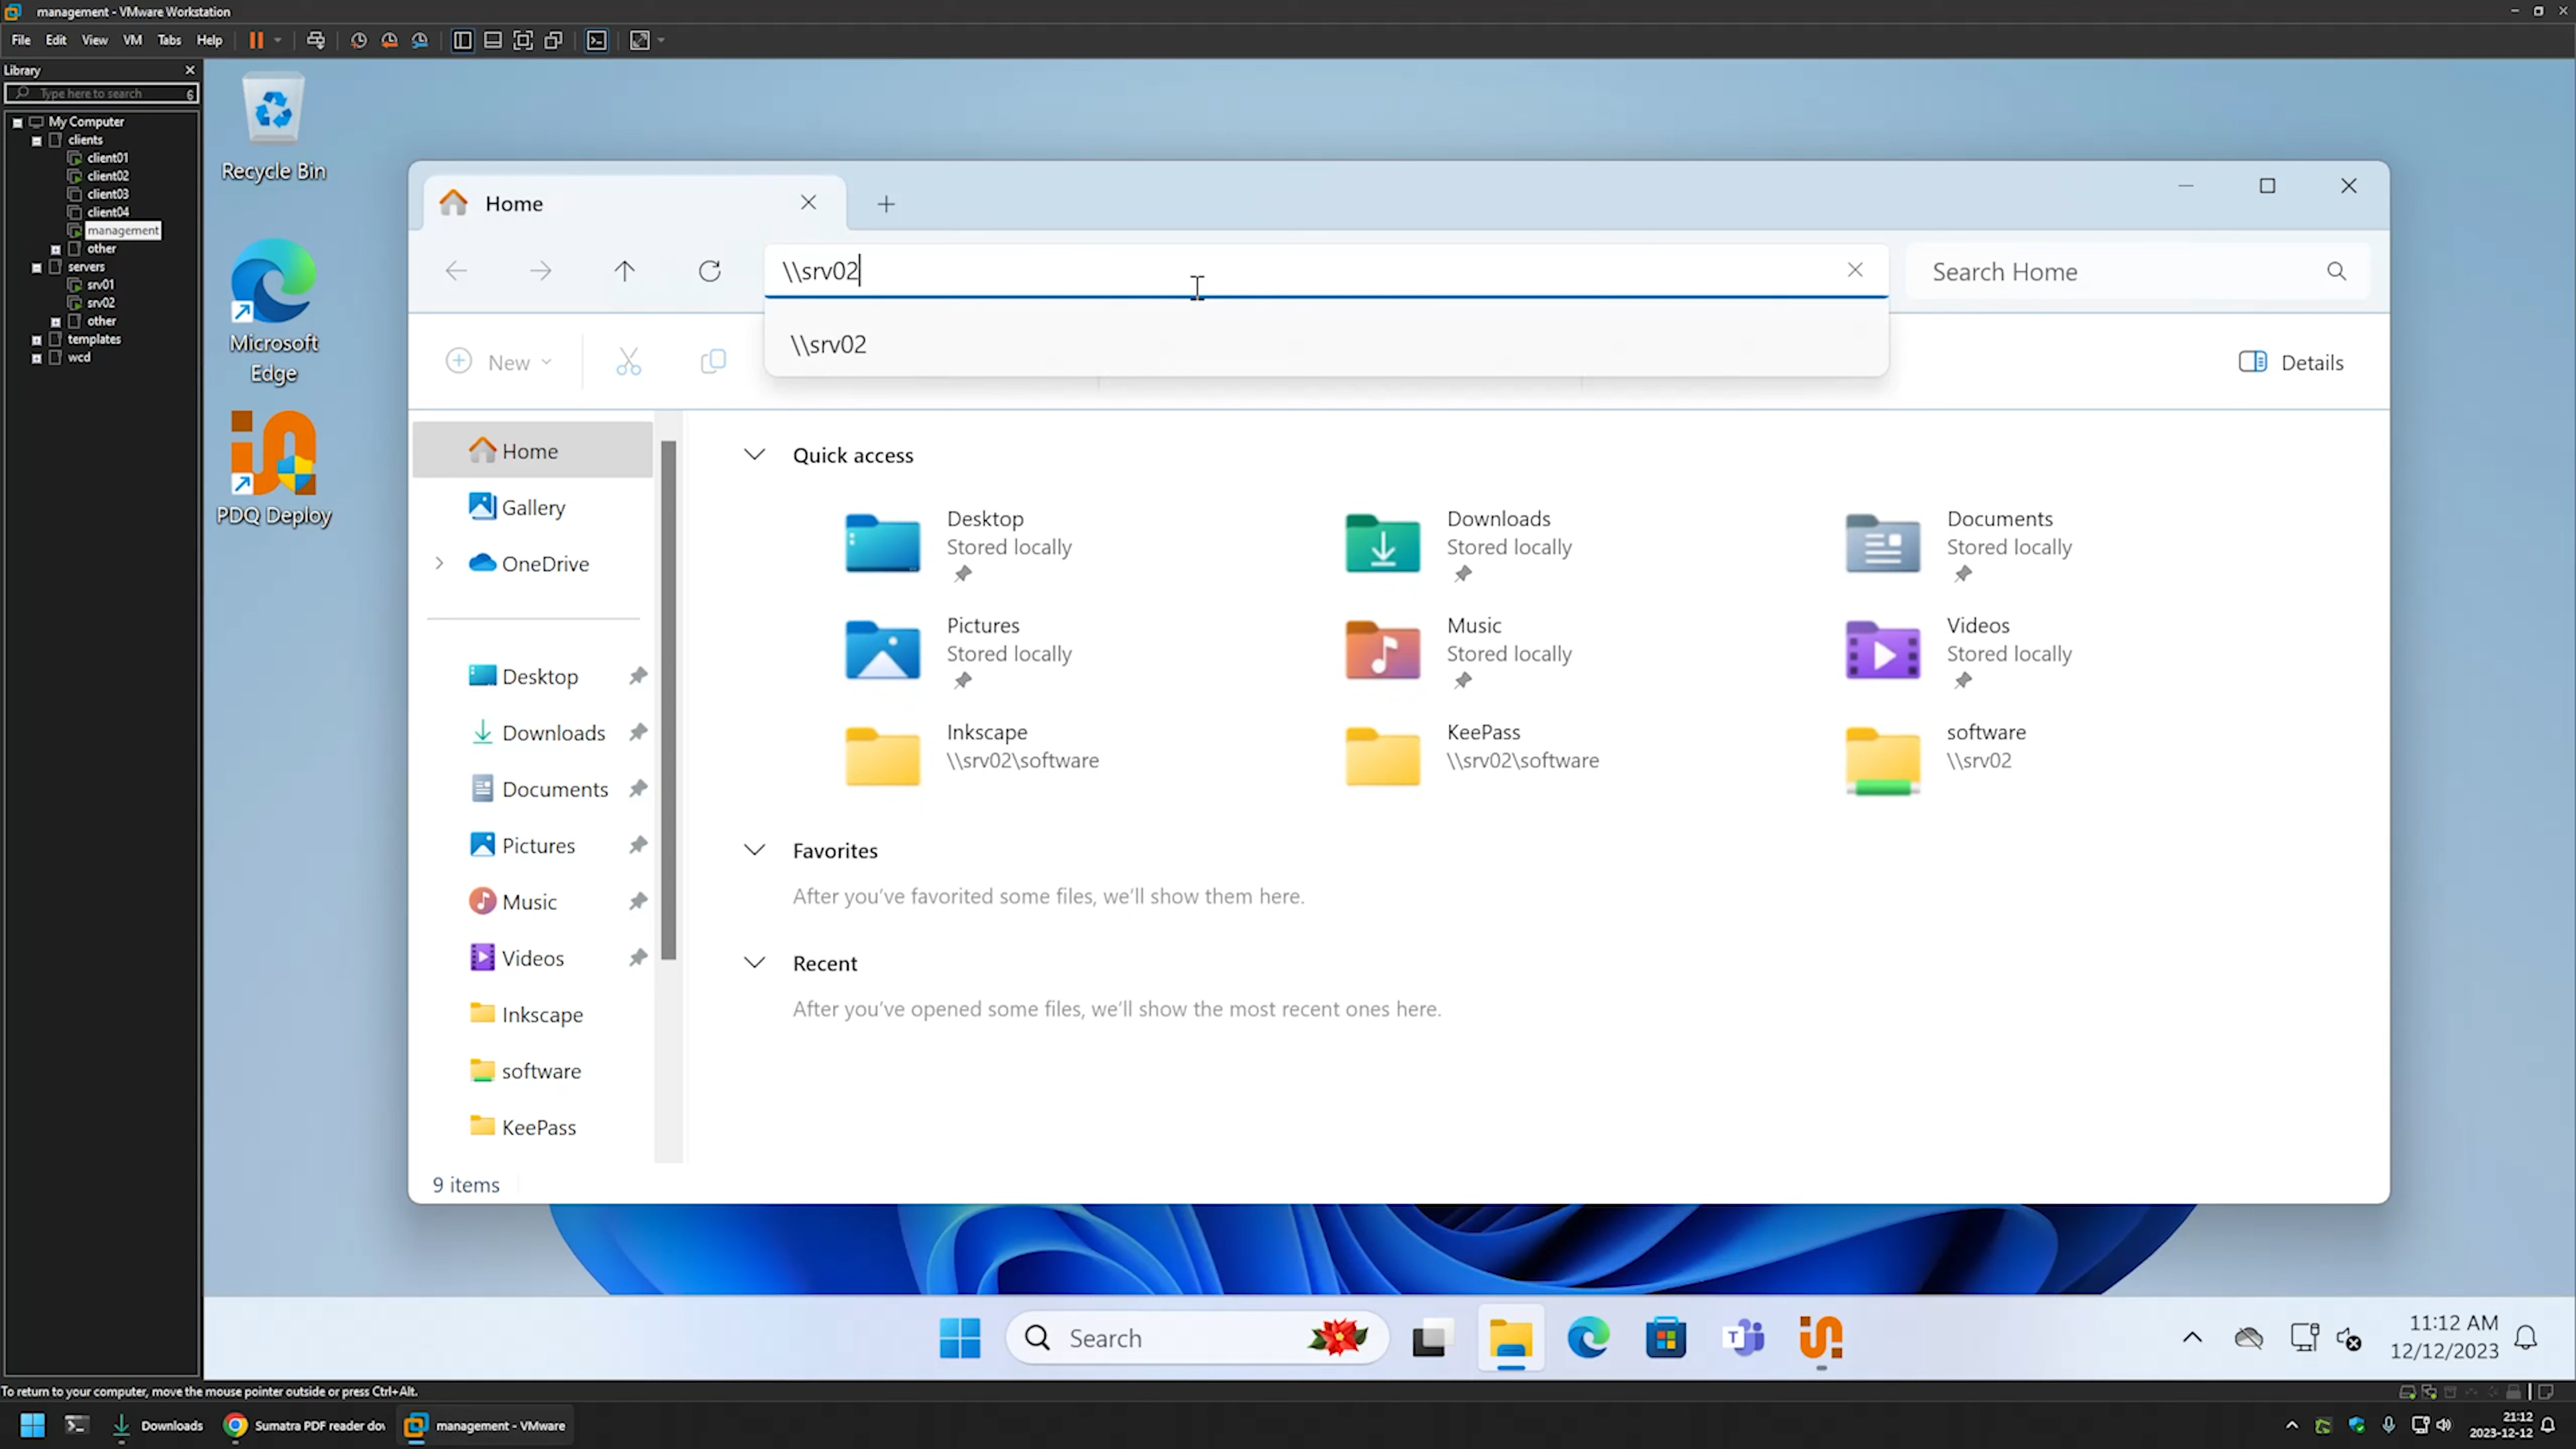 management - VMware Workstation
File Edit View VM Tabs Help
Library
Type here to search 6
My Computer
clients
client01
client02
client03
client04
management
other
servers
srv01
srv02
other
templates
wcd
Recycle Bin
Microsoft
Edge
PDQ Deploy
Home
\\srv02
Search Home
\\srv02
New
Details
Home
Gallery
OneDrive
Desktop
Downloads
Documents
Pictures
Music
Videos
Inkscape
software
KeePass
Quick access
Desktop
Stored locally
Downloads
Stored locally
Documents
Stored locally
Pictures
Stored locally
Music
Stored locally
Videos
Stored locally
Inkscape
\\srv02\software
KeePass
\\srv02\software
software
\\srv02
Favorites
After you've favorited some files, we'll show them here.
Recent
After you've opened some files, we'll show the most recent ones here.
9 items
Search
11:12 AM
12/12/2023
To return to your computer, move the mouse pointer outside or press Ctrl+Alt.
Downloads
Sumatra PDF reader dov
management - VMware
21:12
2023-12-12